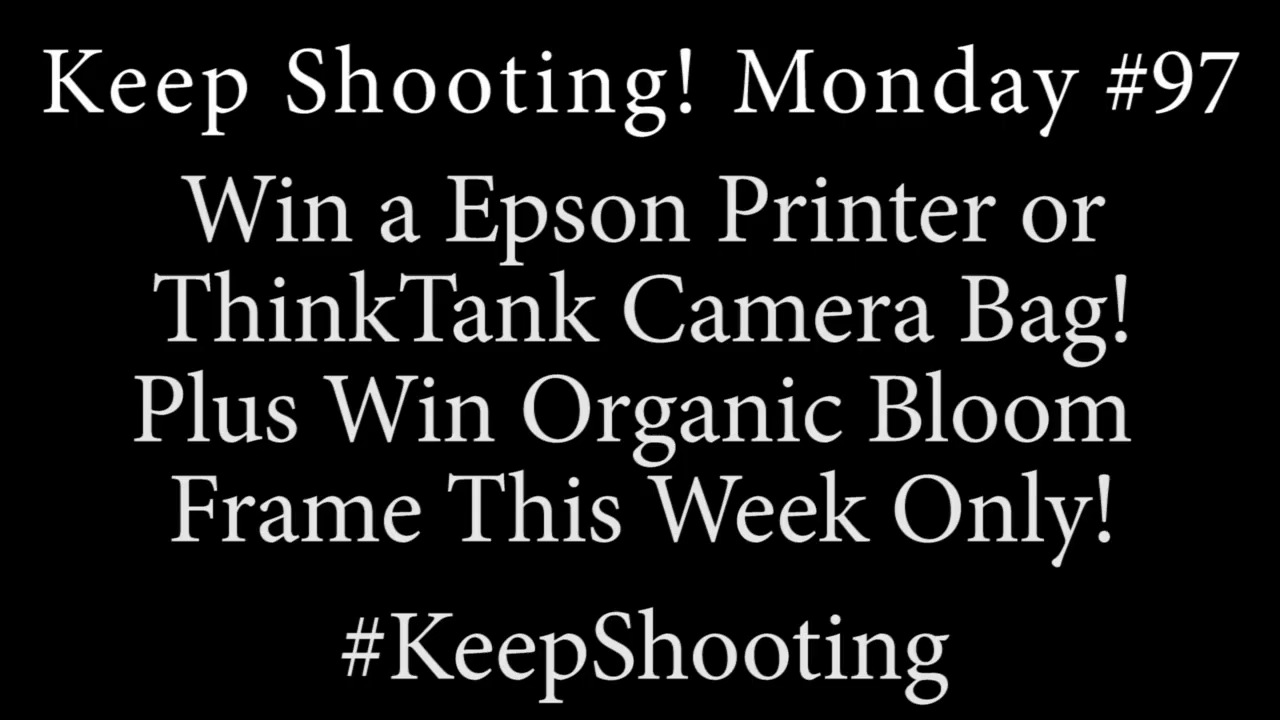 Keep Shooting! Monday #97
Win a Epson Printer or
ThinkTank Camera Bag!
Plus Win Organic Bloom
Frame This Week Only!
#KeepShooting